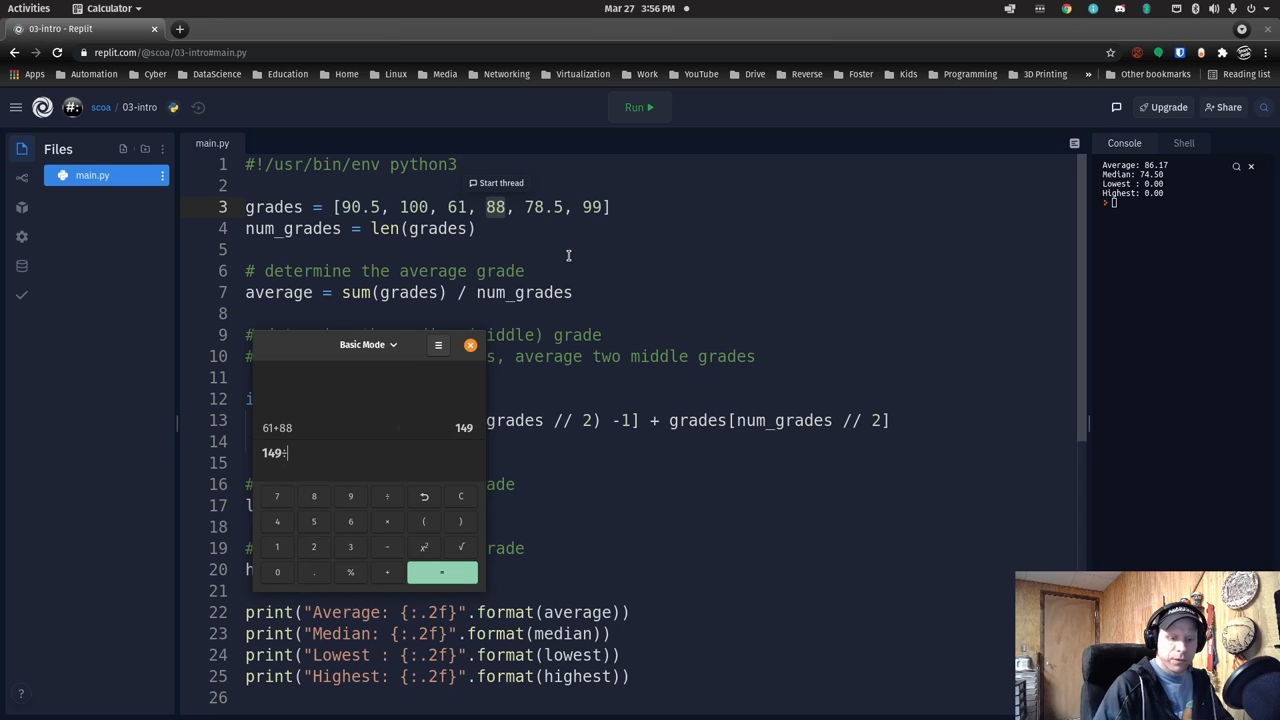 Activities
Calculator
Mar 27 3:56 PM
03-intro - Replit
replit.com/@scoa/03-intro#main.py
Apps
Automation
Cyber
DataScience
Education
Home
Linux
Media
Networking
Virtualization
Work
YouTube
Drive
Reverse
Foster
Kids
Programming
3D Printing
»
Other bookmarks
Reading list
scoa / 03-intro
Run
Upgrade
Share
Files
main.py
main.py
Console
Shell
1 #!/usr/bin/env python3
2
Start thread
3 grades = [90.5, 100, 61, 88, 78.5, 99]
4 num_grades = len(grades)
5
6 # determine the average grade
7 average = sum(grades) / num_grades
8
9 # iddle) grade
10 # s, average two middle grades
11
12 i
13 grades // 2) -1] + grades[num_grades // 2]
14
15
16 # ade
17 l
18
19 # rade
20 h
21
22 print("Average: {:.2f}".format(average))
23 print("Median: {:.2f}".format(median))
24 print("Lowest : {:.2f}".format(lowest))
25 print("Highest: {:.2f}".format(highest))
26
Basic Mode
61+88 149
149÷
7 8 9 ÷ C
4 5 6 × ( )
1 2 3 − x² √
0 . % + =
Average: 86.17
Median: 74.50
Lowest : 0.00
Highest: 0.00
>
?